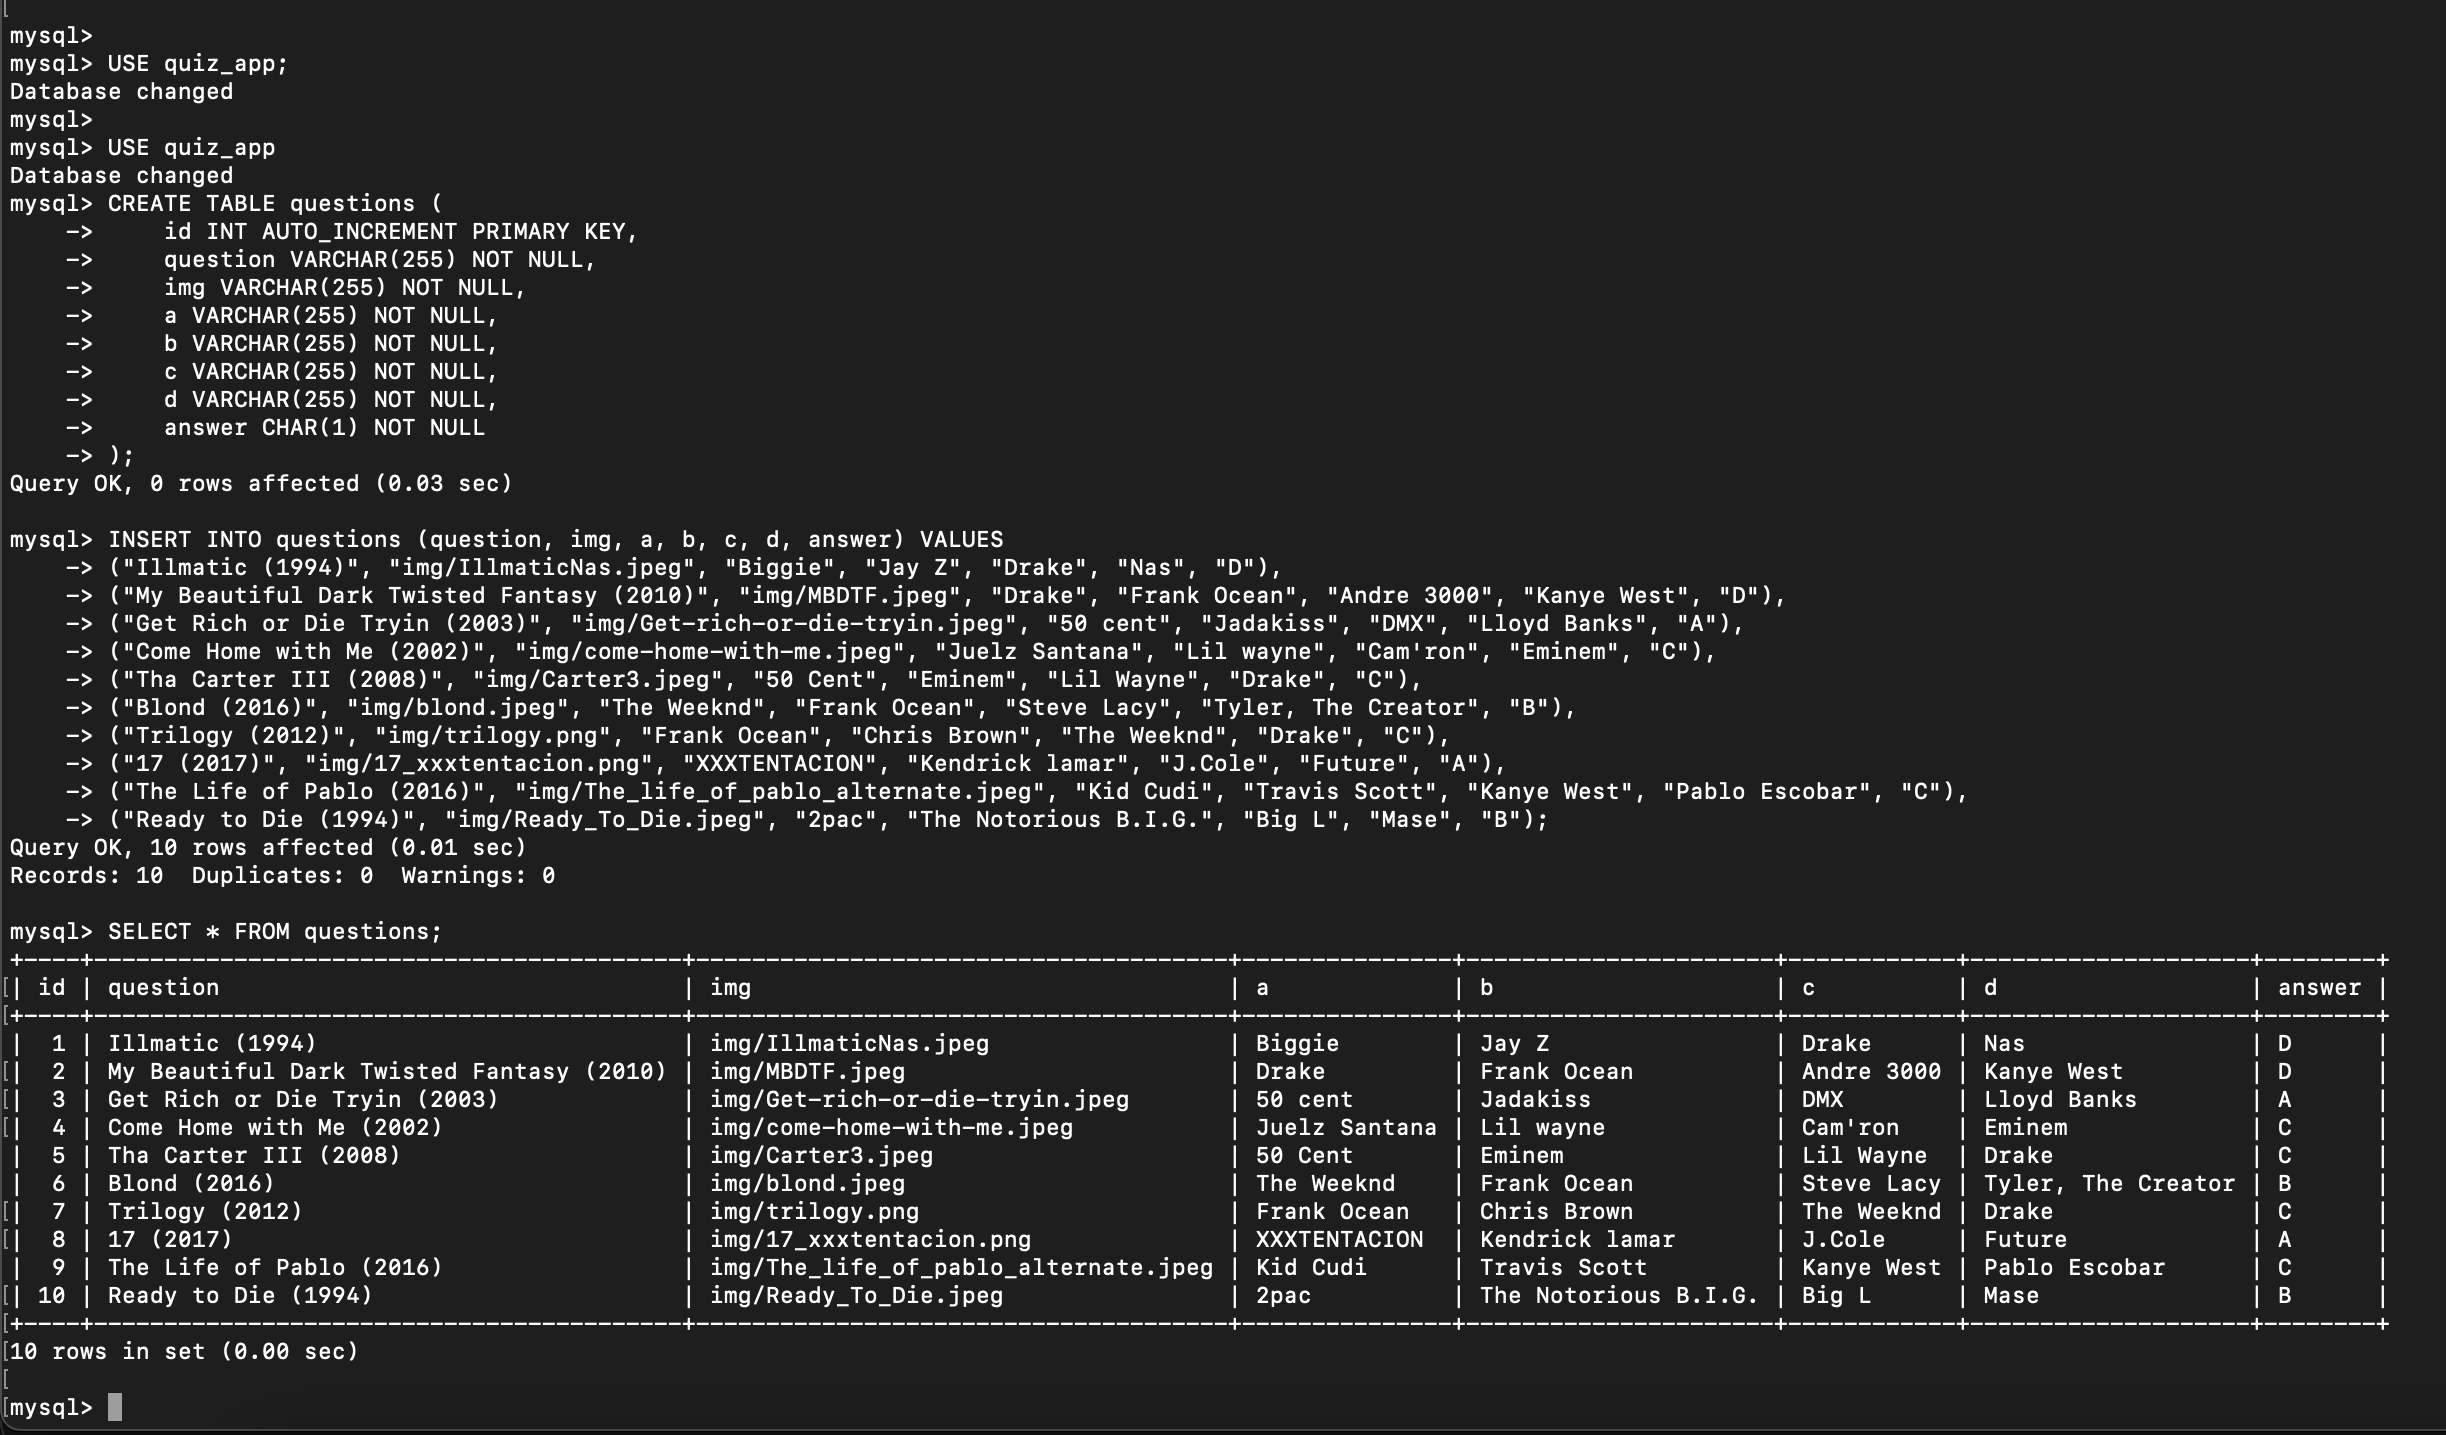 mysql>
mysql> USE quiz_app;
Database changed
mysql>
mysql> USE quiz_app
Database changed
mysql> CREATE TABLE questions (
    ->     id INT AUTO_INCREMENT PRIMARY KEY,
    ->     question VARCHAR(255) NOT NULL,
    ->     img VARCHAR(255) NOT NULL,
    ->     a VARCHAR(255) NOT NULL,
    ->     b VARCHAR(255) NOT NULL,
    ->     c VARCHAR(255) NOT NULL,
    ->     d VARCHAR(255) NOT NULL,
    ->     answer CHAR(1) NOT NULL
    -> );
Query OK, 0 rows affected (0.03 sec)

mysql> INSERT INTO questions (question, img, a, b, c, d, answer) VALUES
    -> ("Illmatic (1994)", "img/IllmaticNas.jpeg", "Biggie", "Jay Z", "Drake", "Nas", "D"),
    -> ("My Beautiful Dark Twisted Fantasy (2010)", "img/MBDTF.jpeg", "Drake", "Frank Ocean", "Andre 3000", "Kanye West", "D"),
    -> ("Get Rich or Die Tryin (2003)", "img/Get-rich-or-die-tryin.jpeg", "50 cent", "Jadakiss", "DMX", "Lloyd Banks", "A"),
    -> ("Come Home with Me (2002)", "img/come-home-with-me.jpeg", "Juelz Santana", "Lil wayne", "Cam'ron", "Eminem", "C"),
    -> ("Tha Carter III (2008)", "img/Carter3.jpeg", "50 Cent", "Eminem", "Lil Wayne", "Drake", "C"),
    -> ("Blond (2016)", "img/blond.jpeg", "The Weeknd", "Frank Ocean", "Steve Lacy", "Tyler, The Creator", "B"),
    -> ("Trilogy (2012)", "img/trilogy.png", "Frank Ocean", "Chris Brown", "The Weeknd", "Drake", "C"),
    -> ("17 (2017)", "img/17_xxxtentacion.png", "XXXTENTACION", "Kendrick lamar", "J.Cole", "Future", "A"),
    -> ("The Life of Pablo (2016)", "img/The_life_of_pablo_alternate.jpeg", "Kid Cudi", "Travis Scott", "Kanye West", "Pablo Escobar", "C"),
    -> ("Ready to Die (1994)", "img/Ready_To_Die.jpeg", "2pac", "The Notorious B.I.G.", "Big L", "Mase", "B");
Query OK, 10 rows affected (0.01 sec)
Records: 10  Duplicates: 0  Warnings: 0

mysql> SELECT * FROM questions;
| id | question | img | a | b | c | d | answer |
| 1 | Illmatic (1994) | img/IllmaticNas.jpeg | Biggie | Jay Z | Drake | Nas | D |
| 2 | My Beautiful Dark Twisted Fantasy (2010) | img/MBDTF.jpeg | Drake | Frank Ocean | Andre 3000 | Kanye West | D |
| 3 | Get Rich or Die Tryin (2003) | img/Get-rich-or-die-tryin.jpeg | 50 cent | Jadakiss | DMX | Lloyd Banks | A |
| 4 | Come Home with Me (2002) | img/come-home-with-me.jpeg | Juelz Santana | Lil wayne | Cam'ron | Eminem | C |
| 5 | Tha Carter III (2008) | img/Carter3.jpeg | 50 Cent | Eminem | Lil Wayne | Drake | C |
| 6 | Blond (2016) | img/blond.jpeg | The Weeknd | Frank Ocean | Steve Lacy | Tyler, The Creator | B |
| 7 | Trilogy (2012) | img/trilogy.png | Frank Ocean | Chris Brown | The Weeknd | Drake | C |
| 8 | 17 (2017) | img/17_xxxtentacion.png | XXXTENTACION | Kendrick lamar | J.Cole | Future | A |
| 9 | The Life of Pablo (2016) | img/The_life_of_pablo_alternate.jpeg | Kid Cudi | Travis Scott | Kanye West | Pablo Escobar | C |
| 10 | Ready to Die (1994) | img/Ready_To_Die.jpeg | 2pac | The Notorious B.I.G. | Big L | Mase | B |
10 rows in set (0.00 sec)

mysql>